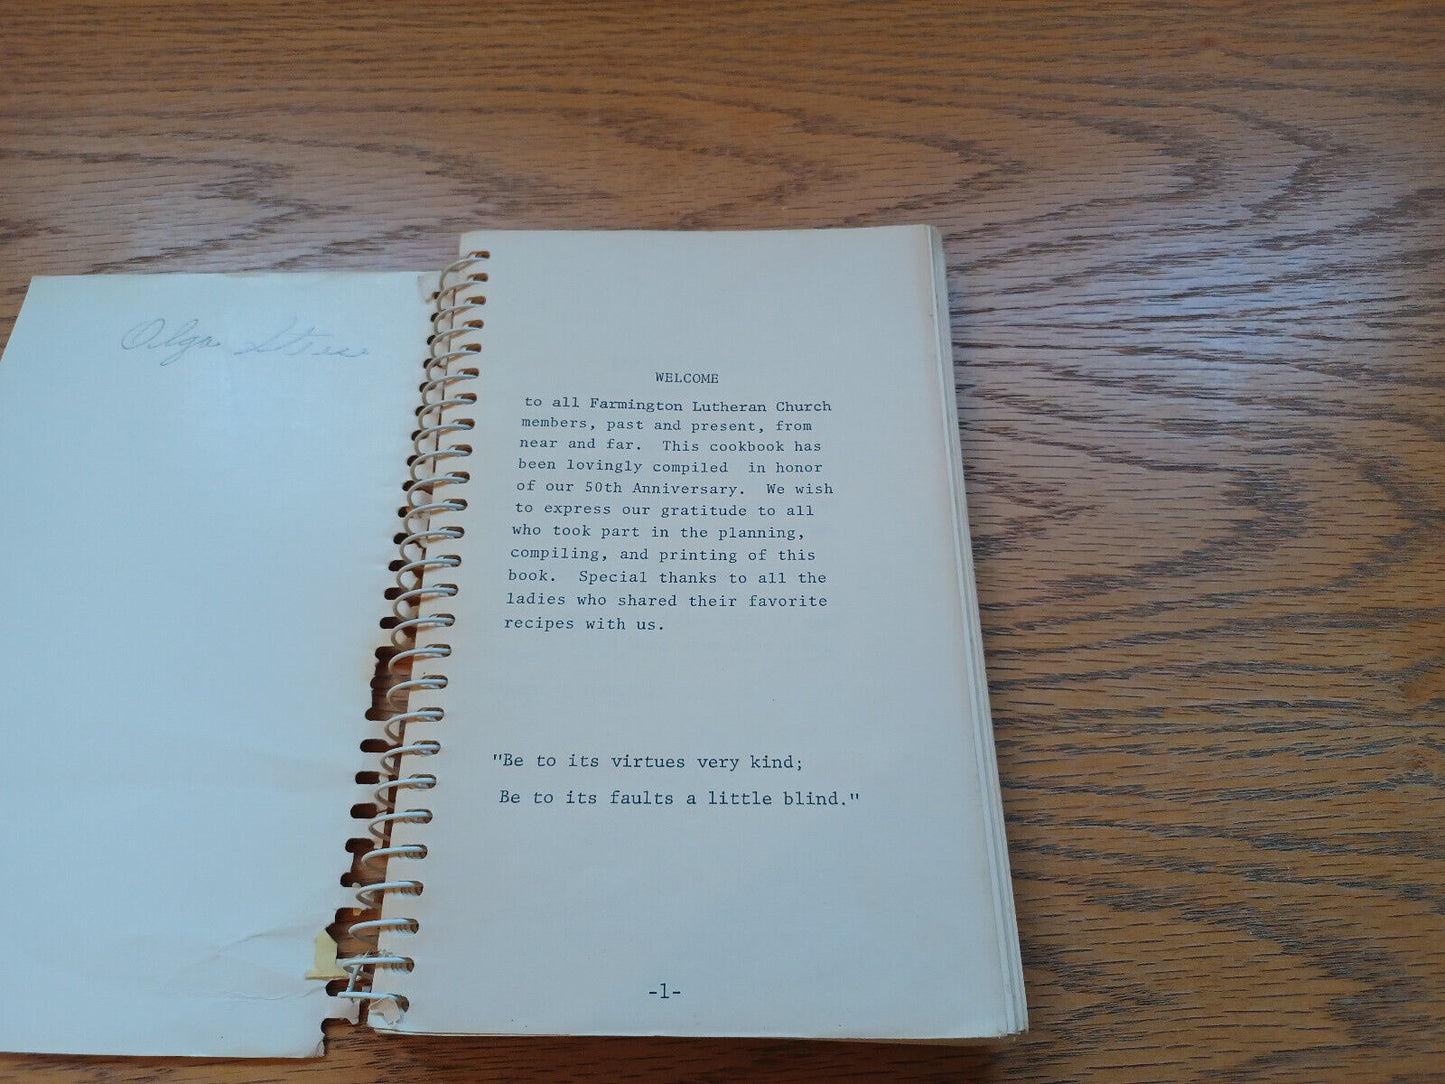 Olga
WELCOME
to all Farmington Lutheran Church
members, past and present, from
near and far. This cookbook has
been lovingly compiled in honor
of our 50th Anniversary. We wish
to express our gratitude to all
who took part in the planning,
compiling, and printing of this
book. Special thanks to all the
ladies who shared their favorite
recipes with us.
"Be to its virtues very kind;
Be to its faults a little blind."
-1-